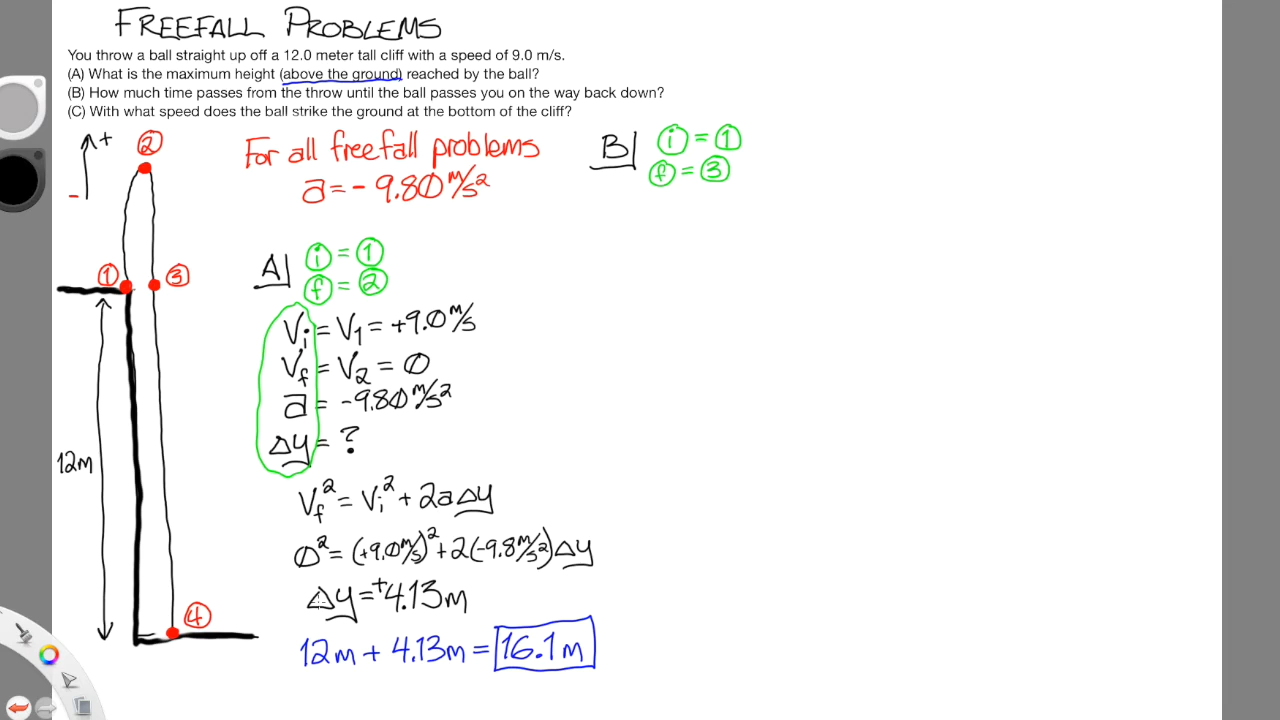 FREEFALL PROBLEMS
You throw a ball straight up off a 12.0 meter tall cliff with a speed of 9.0 m/s.
(A) What is the maximum height (above the ground) reached by the ball?
(B) How much time passes from the throw until the ball passes you on the way back down?
(C) With what speed does the ball strike the ground at the bottom of the cliff?
+
-
②
①
③
12m
④
For all freefall problems
a = - 9.80 m/s²
A|
i = ①
f = ②
Vi = V1 = +9.0 m/s
Vf = V2 = 0
a = -9.80 m/s²
Δy = ?
Vf² = Vi² + 2aΔy
0² = (+9.0 m/s)² + 2(-9.8 m/s²)Δy
Δy = +4.13m
12m + 4.13m = 16.1m
B|
i = ①
f = ③